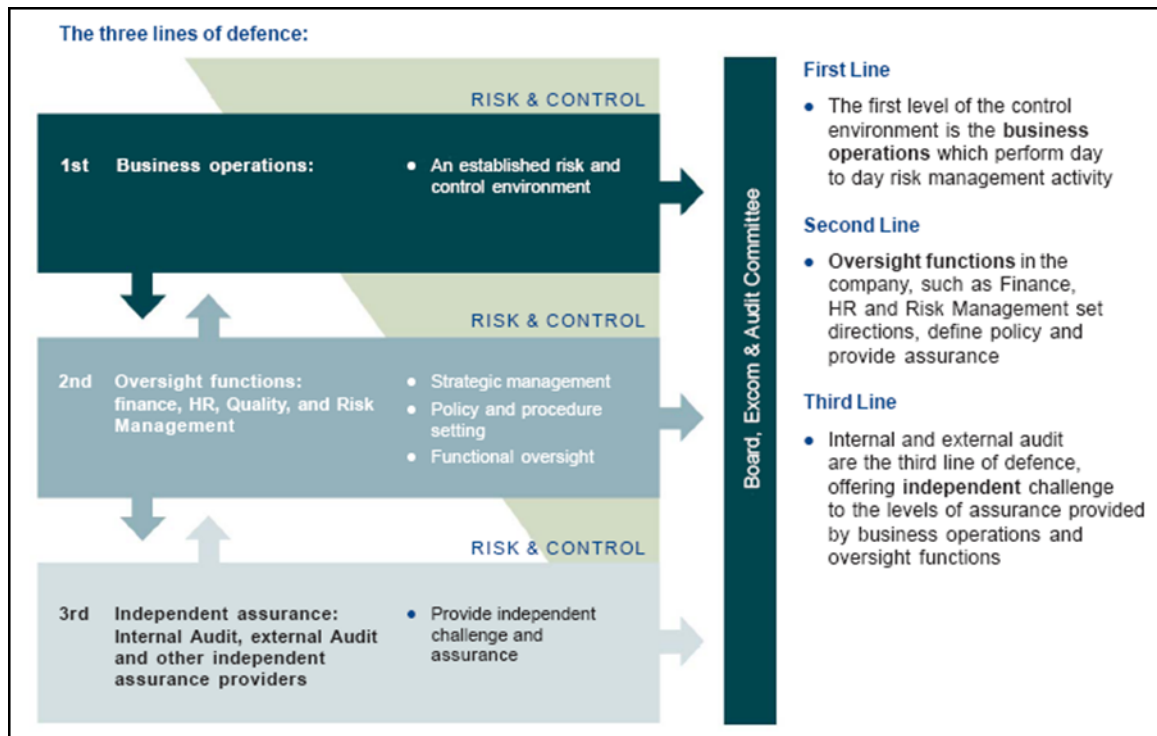 The three lines of defence:
RISK & CONTROL
1st Business operations:
• An established risk and
control environment
RISK & CONTROL
2nd Oversight functions:
finance, HR, Quality, and Risk
Management
• Strategic management
• Policy and procedure
setting
• Functional oversight
RISK & CONTROL
3rd Independent assurance:
Internal Audit, external Audit
and other independent
assurance providers
• Provide independent
challenge and
assurance
Board, Excom & Audit Committee
First Line
• The first level of the control
environment is the business
operations which perform day
to day risk management activity
Second Line
• Oversight functions in the
company, such as Finance,
HR and Risk Management set
directions, define policy and
provide assurance
Third Line
• Internal and external audit
are the third line of defence,
offering independent challenge
to the levels of assurance provided
by business operations and
oversight functions